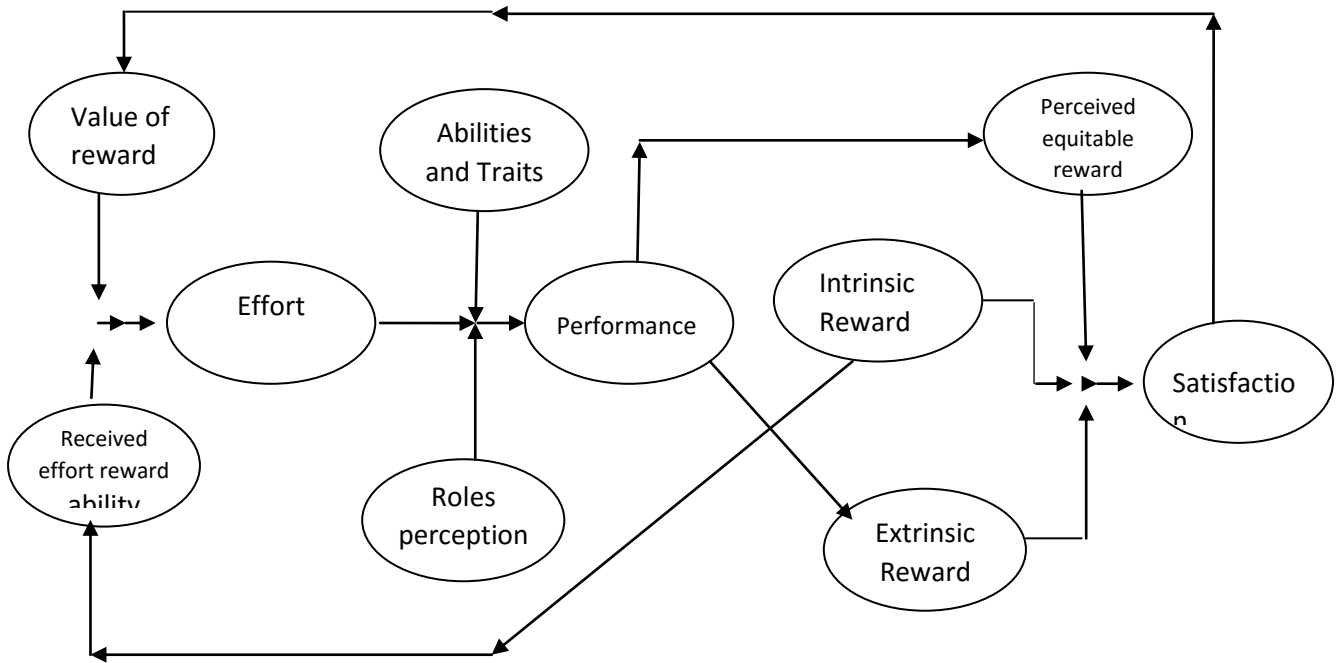 Value of
reward
Abilities
and Traits
Perceived
equitable
reward
Effort
Performance
Intrinsic
Reward
Satisfactio
n
Received
effort reward
ability
Roles
perception
Extrinsic
Reward